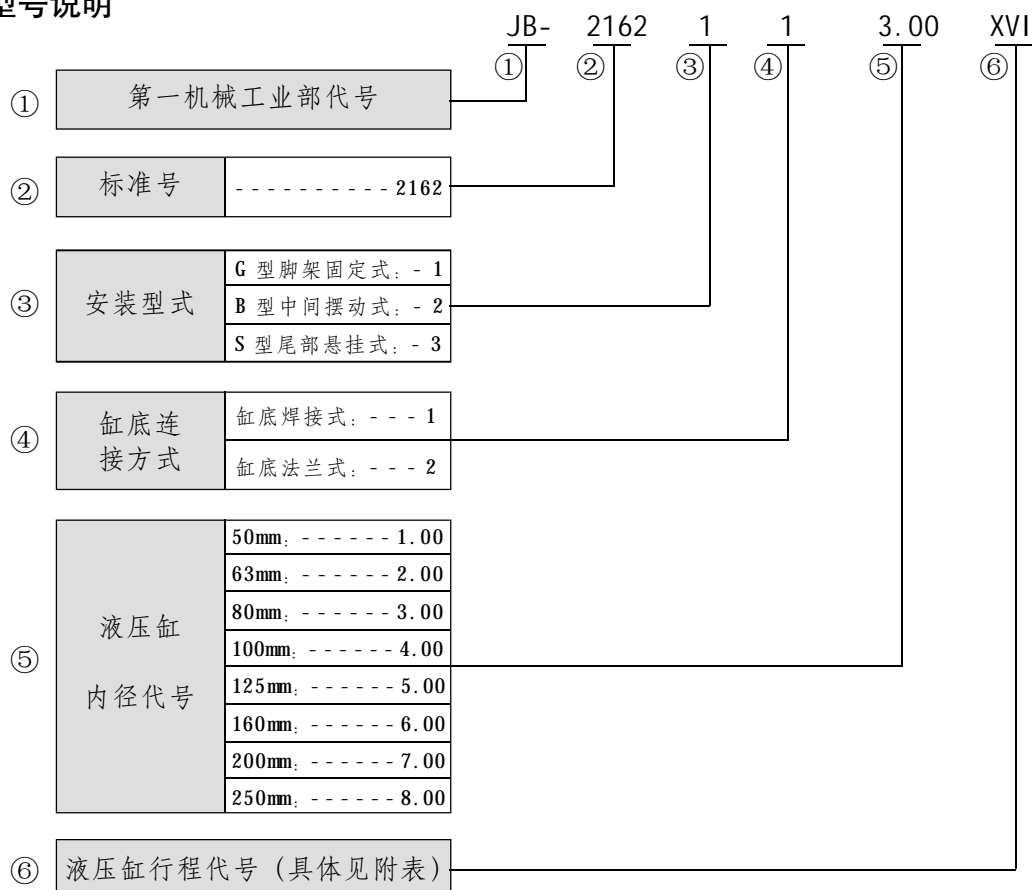 型号说明
JB- 2162 1 1 3.00 XVI
① ② ③ ④ ⑤ ⑥
① 第一机械工业部代号
② 标准号 ----------2162
③ 安装型式
G 型脚架固定式：- 1
B 型中间摆动式：- 2
S 型尾部悬挂式：- 3
④ 缸底连
接方式
缸底焊接式：---1
缸底法兰式：---2
⑤ 液压缸
内径代号
50mm：------1.00
63mm：------2.00
80mm：------3.00
100mm：------4.00
125mm：------5.00
160mm：------6.00
200mm：------7.00
250mm：------8.00
⑥ 液压缸行程代号（具体见附表）